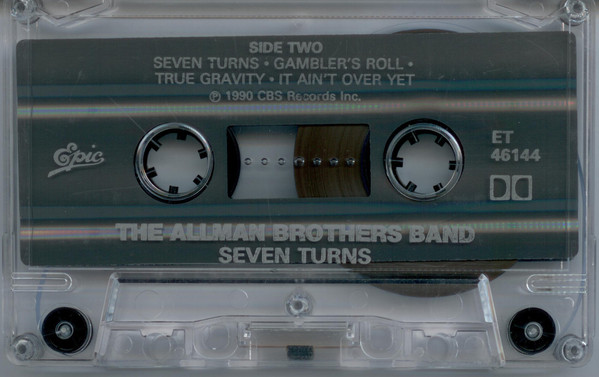 SIDE TWO
SEVEN TURNS • GAMBLER'S ROLL •
TRUE GRAVITY • IT AIN'T OVER YET
℗ 1990 CBS Records Inc.
Epic
ET
46144
THE ALLMAN BROTHERS BAND
SEVEN TURNS